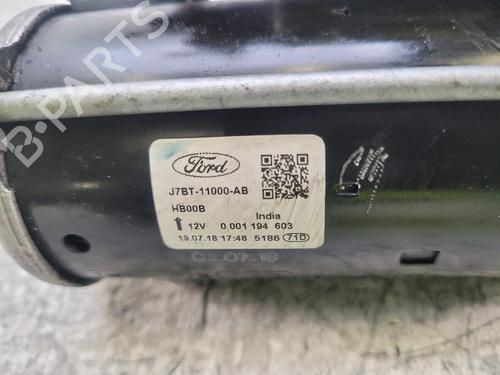 B-PARTS
Ford
J7BT-11000-AB
HB00B
India
12V 0 001 194 603
19.07.18 17:46 5186 71D
B-PARTS